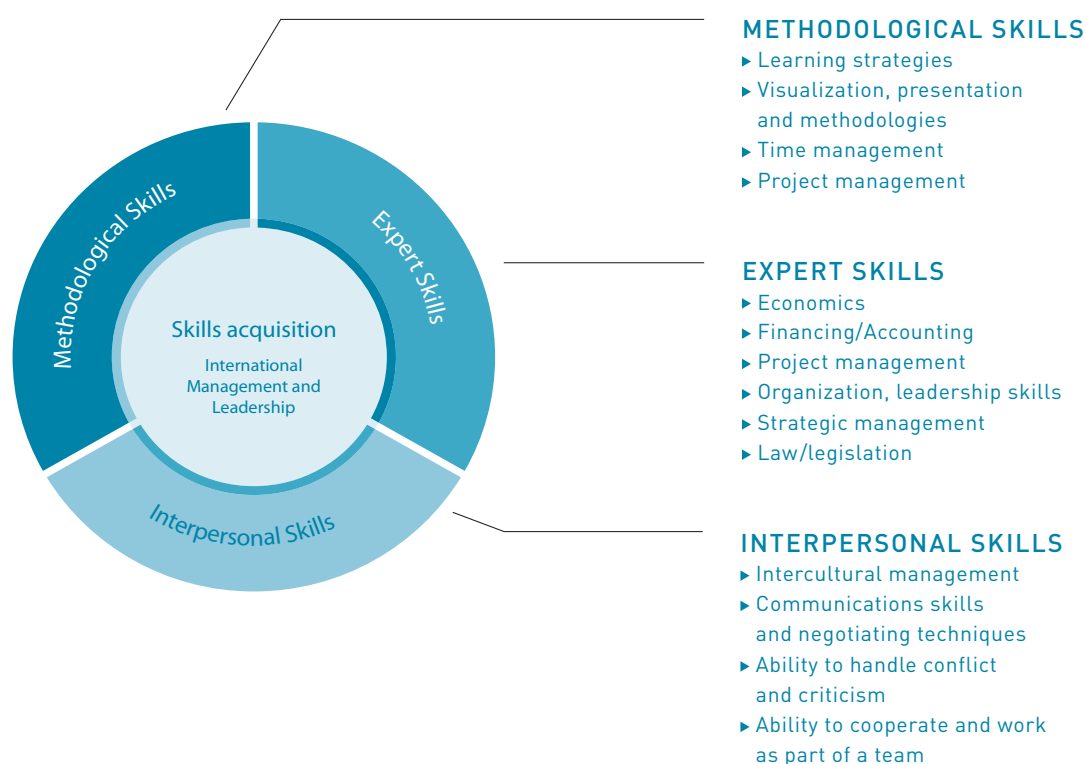 METHODOLOGICAL SKILLS
▸ Learning strategies
▸ Visualization, presentation
and methodologies
▸ Time management
▸ Project management
EXPERT SKILLS
▸ Economics
▸ Financing/Accounting
▸ Project management
▸ Organization, leadership skills
▸ Strategic management
▸ Law/legislation
INTERPERSONAL SKILLS
▸ Intercultural management
▸ Communications skills
and negotiating techniques
▸ Ability to handle conflict
and criticism
▸ Ability to cooperate and work
as part of a team
Methodological Skills
Expert Skills
Interpersonal Skills
Skills acquisition
International
Management and
Leadership